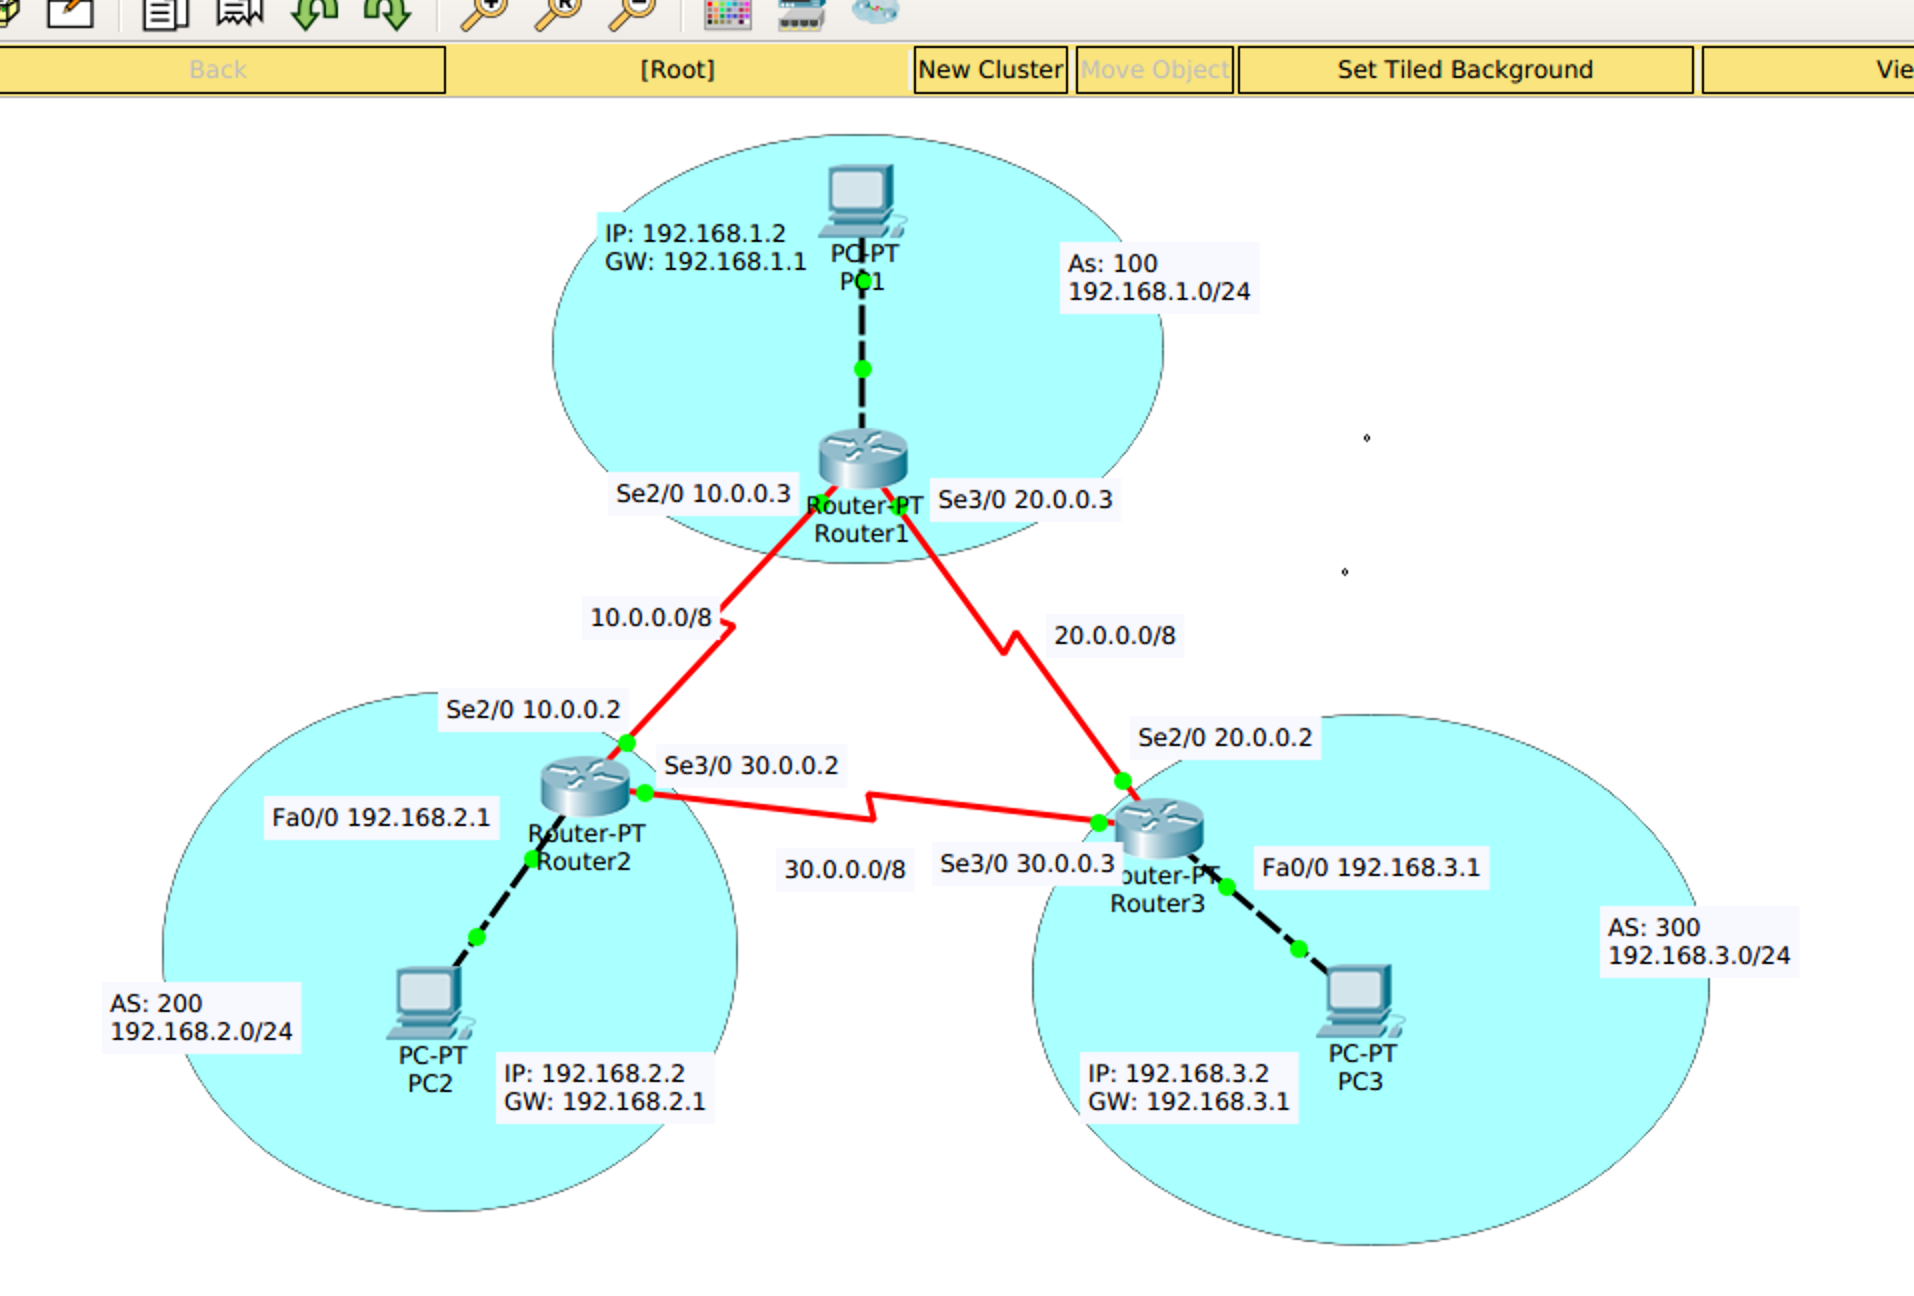 Back
[Root]
New Cluster
Move Object
Set Tiled Background
Vie
IP: 192.168.1.2
GW: 192.168.1.1
PC-PT
PC1
As: 100
192.168.1.0/24
Se2/0 10.0.0.3
Router-PT
Router1
Se3/0 20.0.0.3
10.0.0.0/8
20.0.0.0/8
Se2/0 10.0.0.2
Se3/0 30.0.0.2
Se2/0 20.0.0.2
Fa0/0 192.168.2.1
Router-PT
Router2
30.0.0.0/8
Se3/0 30.0.0.3
outer-PT
Router3
Fa0/0 192.168.3.1
AS: 300
192.168.3.0/24
AS: 200
192.168.2.0/24
PC-PT
PC2
IP: 192.168.2.2
GW: 192.168.2.1
IP: 192.168.3.2
GW: 192.168.3.1
PC-PT
PC3